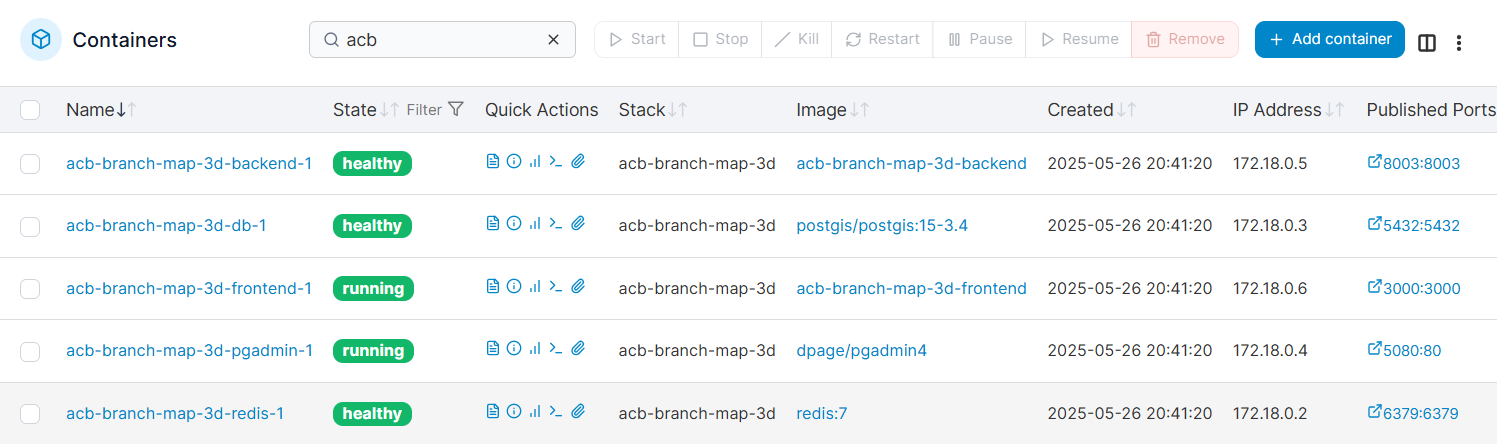 Containers acb Start Stop Kill Restart Pause Resume Remove + Add container
Name State Filter Quick Actions Stack Image Created IP Address Published Ports
acb-branch-map-3d-backend-1 healthy acb-branch-map-3d acb-branch-map-3d-backend 2025-05-26 20:41:20 172.18.0.5 8003:8003
acb-branch-map-3d-db-1 healthy acb-branch-map-3d postgis/postgis:15-3.4 2025-05-26 20:41:20 172.18.0.3 5432:5432
acb-branch-map-3d-frontend-1 running acb-branch-map-3d acb-branch-map-3d-frontend 2025-05-26 20:41:20 172.18.0.6 3000:3000
acb-branch-map-3d-pgadmin-1 running acb-branch-map-3d dpage/pgadmin4 2025-05-26 20:41:20 172.18.0.4 5080:80
acb-branch-map-3d-redis-1 healthy acb-branch-map-3d redis:7 2025-05-26 20:41:20 172.18.0.2 6379:6379